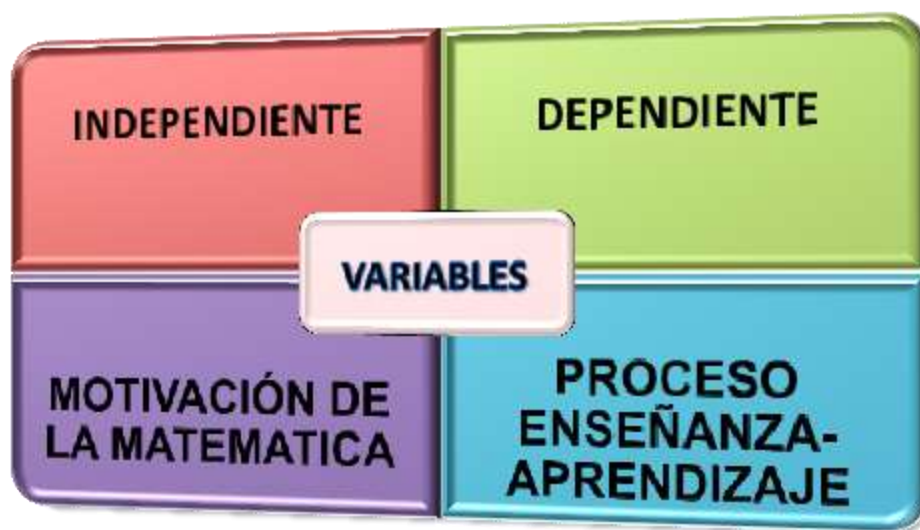 INDEPENDIENTE
DEPENDIENTE
VARIABLES
MOTIVACIÓN DE
LA MATEMATICA
PROCESO
ENSEÑANZA-
APRENDIZAJE